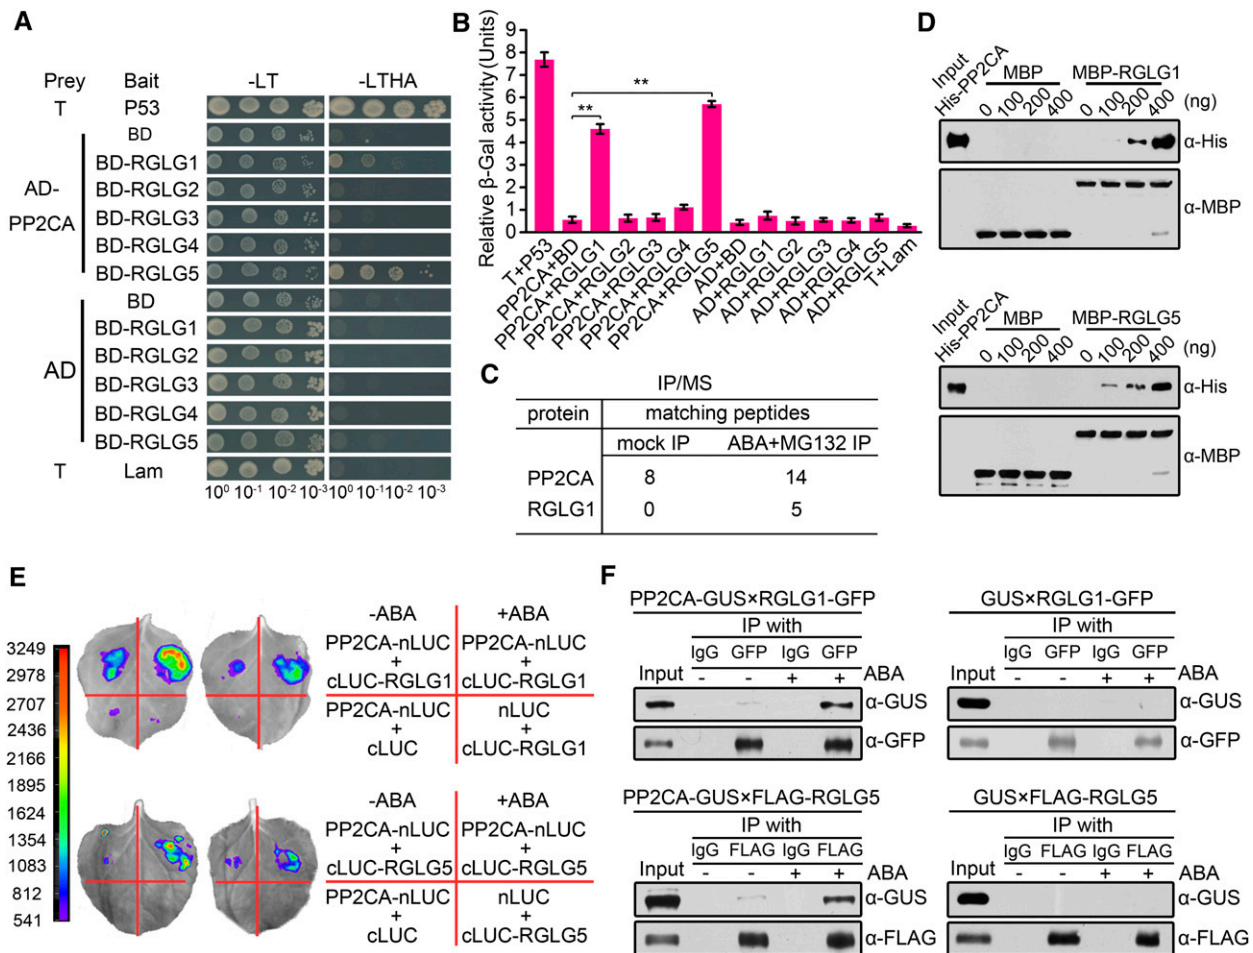 A
Prey Bait -LT -LTHA
T P53
BD
BD-RGLG1
AD-
PP2CA
BD-RGLG2
BD-RGLG3
BD-RGLG4
BD-RGLG5
AD
BD
BD-RGLG1
BD-RGLG2
BD-RGLG3
BD-RGLG4
BD-RGLG5
T Lam
10⁰ 10⁻¹ 10⁻² 10⁻³ 10⁰ 10⁻¹ 10⁻² 10⁻³
B
Relative β-Gal activity (Units)
9
8
7
6
5
4
3
2
1
0
**
**
T+P53
PP2CA+BD
PP2CA+RGLG1
PP2CA+RGLG2
PP2CA+RGLG3
PP2CA+RGLG4
PP2CA+RGLG5
AD+BD
AD+RGLG1
AD+RGLG2
AD+RGLG3
AD+RGLG4
AD+RGLG5
T+Lam
C
IP/MS
protein matching peptides
mock IP ABA+MG132 IP
PP2CA 8 14
RGLG1 0 5
D
Input
His-PP2CA
MBP MBP-RGLG1
0 100 200 400 0 100 200 400 (ng)
α-His
α-MBP
Input
His-PP2CA
MBP MBP-RGLG5
0 100 200 400 0 100 200 400 (ng)
α-His
α-MBP
E
3249
2978
2707
2436
2166
1895
1624
1354
1083
812
541
-ABA +ABA
PP2CA-nLUC PP2CA-nLUC
+ +
cLUC-RGLG1 cLUC-RGLG1
PP2CA-nLUC nLUC
+ +
cLUC cLUC-RGLG1
-ABA +ABA
PP2CA-nLUC PP2CA-nLUC
+ +
cLUC-RGLG5 cLUC-RGLG5
PP2CA-nLUC nLUC
+ +
cLUC cLUC-RGLG5
F
PP2CA-GUS×RGLG1-GFP
IP with
IgG GFP IgG GFP
Input - - + + ABA
α-GUS
α-GFP
GUS×RGLG1-GFP
IP with
IgG GFP IgG GFP
Input - - + + ABA
α-GUS
α-GFP
PP2CA-GUS×FLAG-RGLG5
IP with
IgG FLAG IgG FLAG
Input - - + + ABA
α-GUS
α-FLAG
GUS×FLAG-RGLG5
IP with
IgG FLAG IgG FLAG
Input - - + + ABA
α-GUS
α-FLAG